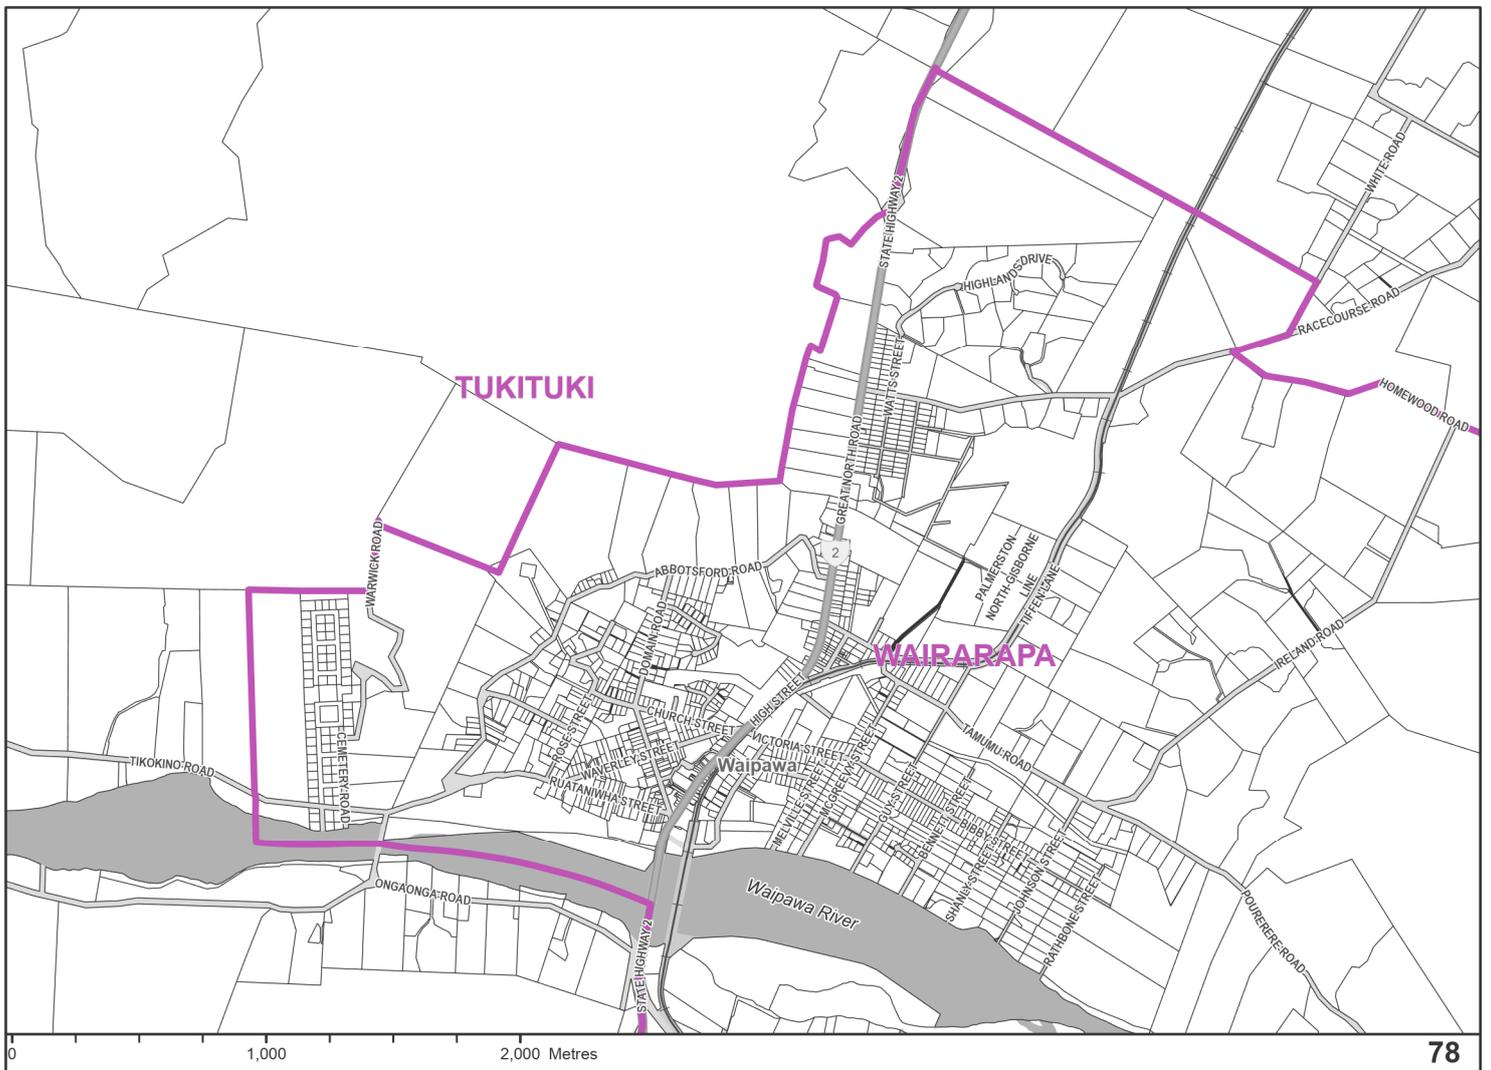 WHITE ROAD
STATE HIGHWAY 2
HIGHLANDS DRIVE
RACECOURSE ROAD
WATTS STREET
TUKITUKI
HOMEWOOD ROAD
GREAT NORTH ROAD
WARWICK ROAD
2
PALMERSTON
NORTH-GISBORNE
LINE
TIFFEN LANE
ABBOTSFORD ROAD
DOMAIN ROAD
IRELAND ROAD
WAIRARAPA
HIGH STREET
CHURCH STREET
ROSE STREET
VICTORIA STREET
TAMUMU ROAD
CEMETERY ROAD
TIKOKINO ROAD
WAVERLEY STREET
Waipawa
RUATANIWHA STREET
MELVILLE STREET
MCGREEVY STREET
GUY STREET
BENNETT STREET
BIBBY STREET
SHANLY STREET
JOHNSON STREET
RATHBONE STREET
ONGAONGA ROAD
Waipawa River
POURERERE ROAD
STATE HIGHWAY 2
0
1,000
2,000 Metres
78